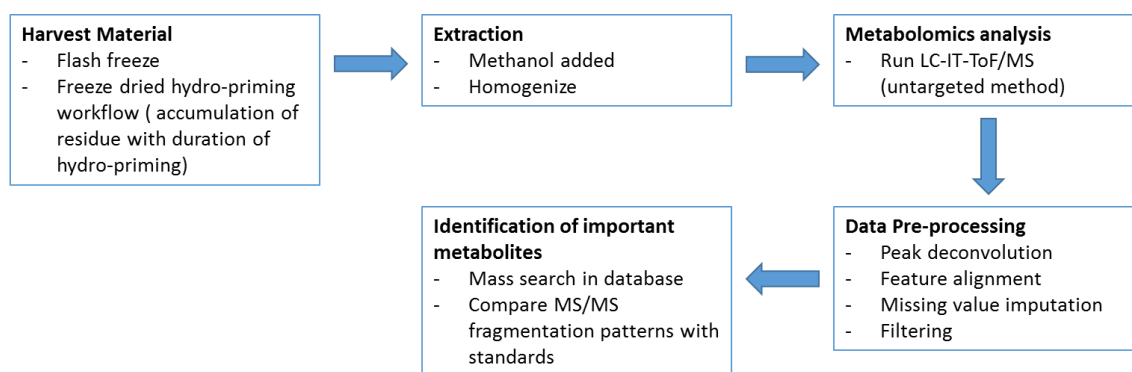 Harvest Material
- Flash freeze
- Freeze dried hydro-priming
workflow ( accumulation of
residue with duration of
hydro-priming)
Extraction
- Methanol added
- Homogenize
Metabolomics analysis
- Run LC-IT-ToF/MS
(untargeted method)
Data Pre-processing
- Peak deconvolution
- Feature alignment
- Missing value imputation
- Filtering
Identification of important
metabolites
- Mass search in database
- Compare MS/MS
fragmentation patterns with
standards